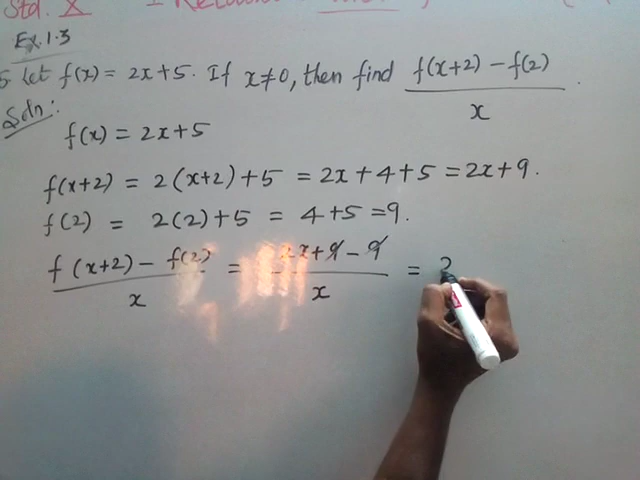 Std. X I Relation
Ex. 1.3
5. Let f(x) = 2x+5. If x≠0, then find f(x+2) - f(2) / x .
Soln:
f(x) = 2x+5
f(x+2) = 2(x+2)+5 = 2x+4+5 = 2x+9.
f(2) = 2(2)+5 = 4+5 = 9.
f(x+2) - f(2) / x = 2x+9-9 / x = 2